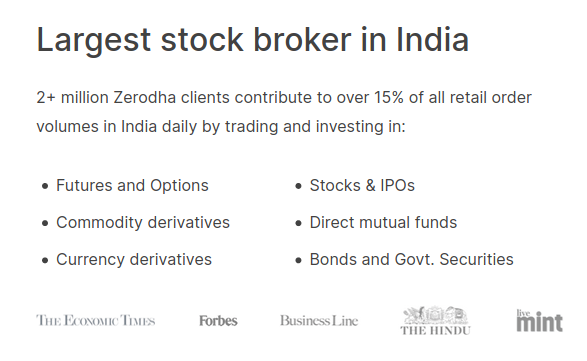 Largest stock broker in India
2+ million Zerodha clients contribute to over 15% of all retail order
volumes in India daily by trading and investing in:
• Futures and Options
• Commodity derivatives
• Currency derivatives
• Stocks & IPOs
• Direct mutual funds
• Bonds and Govt. Securities
THE ECONOMIC TIMES
Forbes
BusinessLine
THE HINDU
live
mint